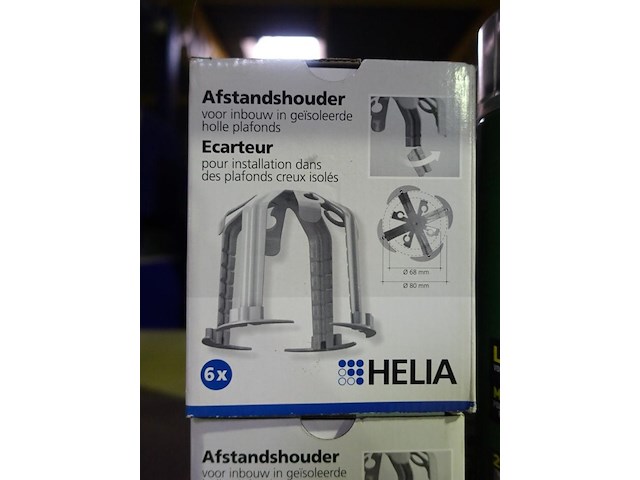 Afstandshouder
voor inbouw in geïsoleerde
holle plafonds
Ecarteur
pour installation dans
des plafonds creux isolés
Ø 68 mm
Ø 80 mm
6x
HELIA
Afstandshouder
voor inbouw in geïsoleerde